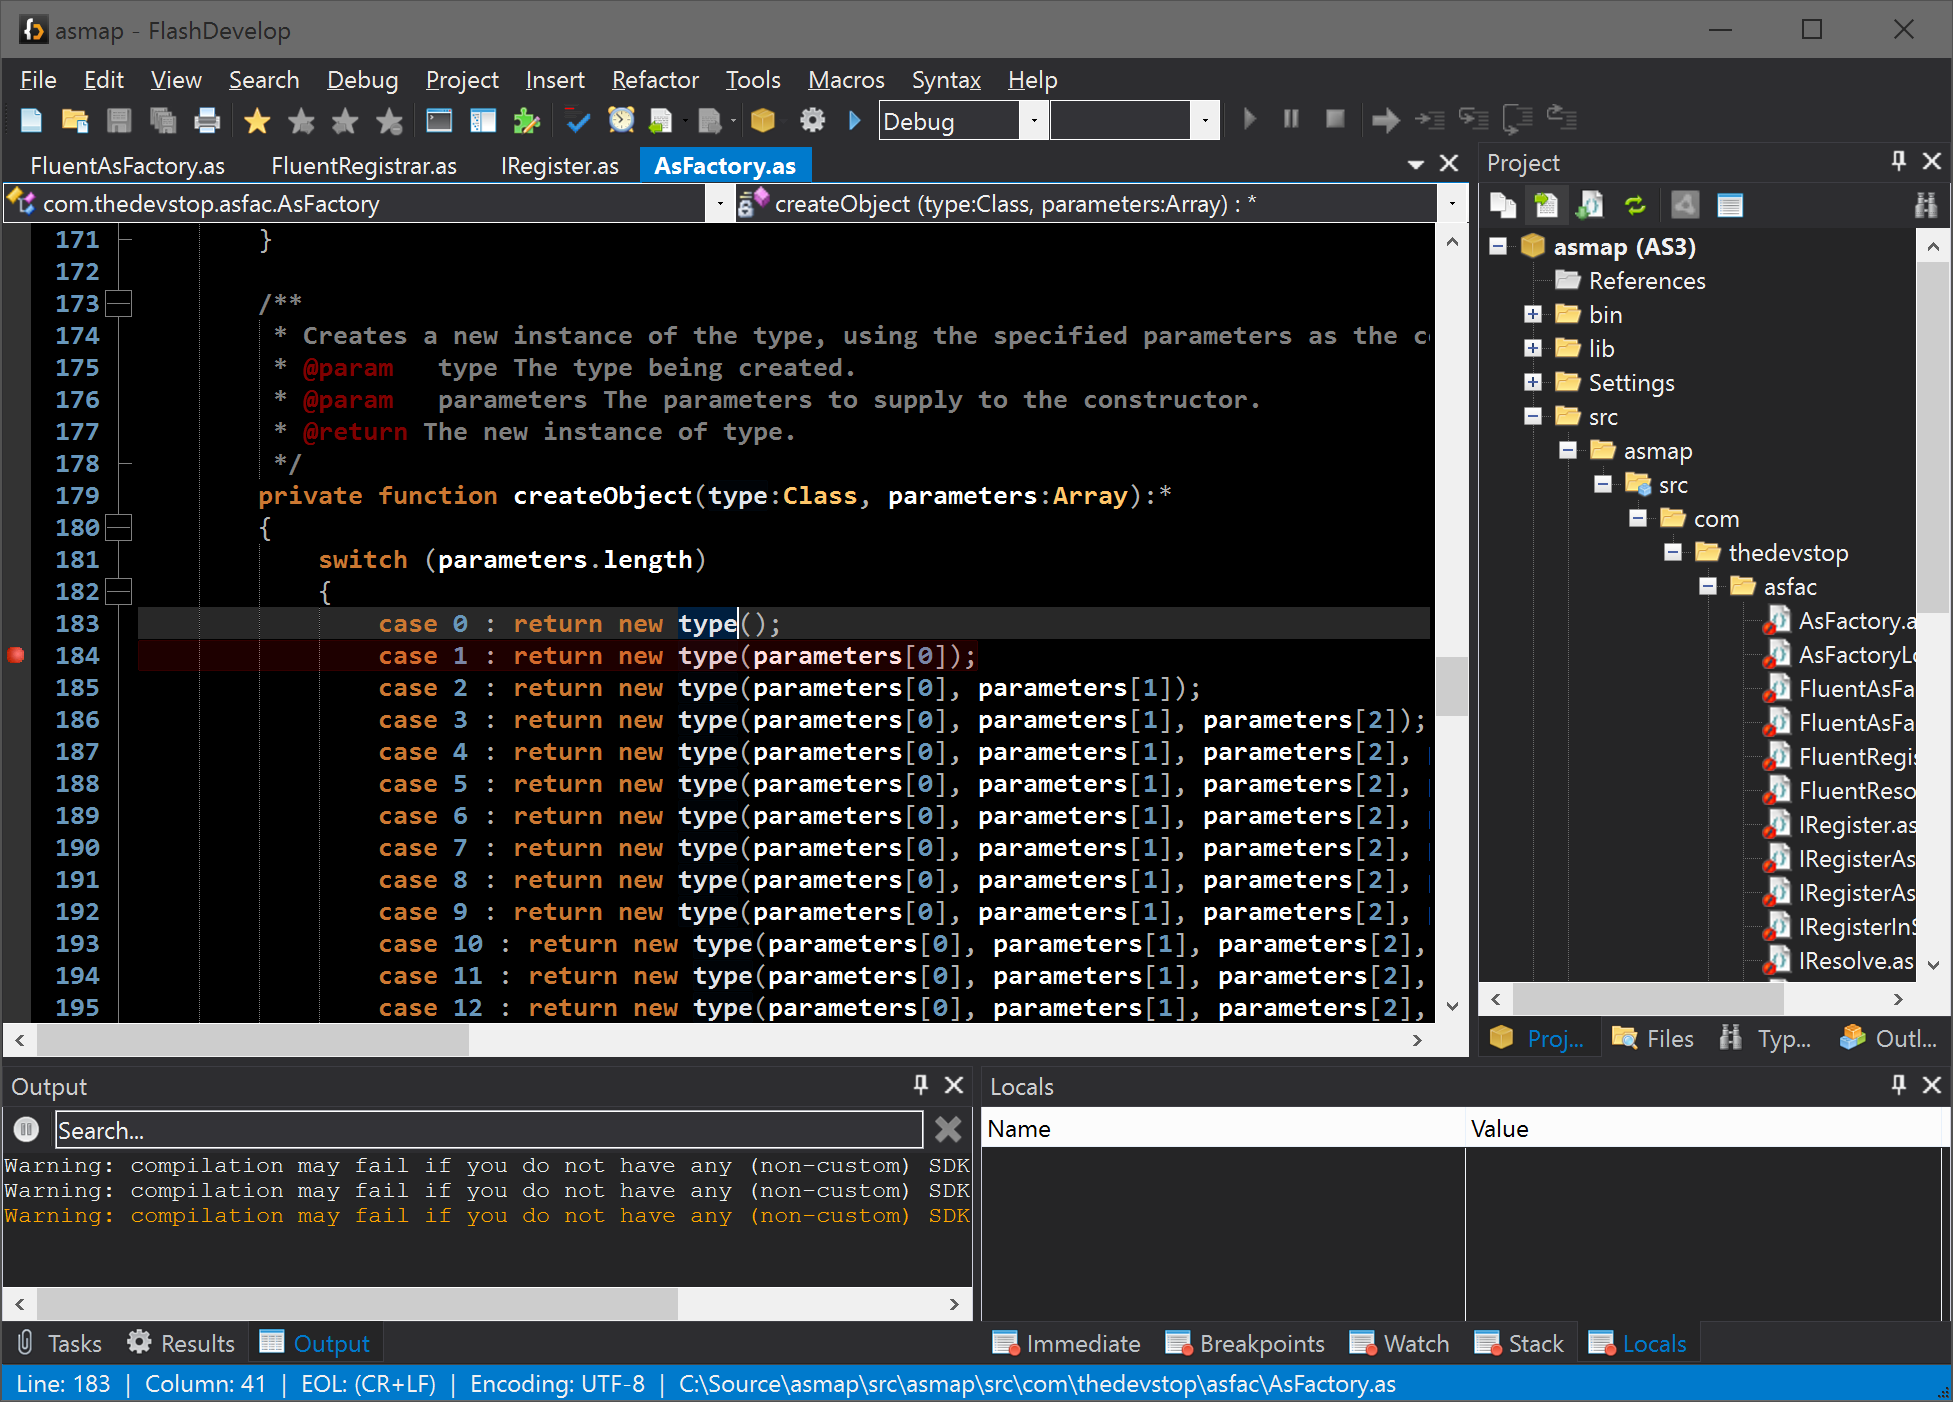 asmap - FlashDevelop
File Edit View Search Debug Project Insert Refactor Tools Macros Syntax Help
Debug
FluentAsFactory.as FluentRegistrar.as IRegister.as AsFactory.as
com.thedevstop.asfac.AsFactory createObject (type:Class, parameters:Array) : *
171 }
172
173 /**
174 * Creates a new instance of the type, using the specified parameters as the c
175 * @param type The type being created.
176 * @param parameters The parameters to supply to the constructor.
177 * @return The new instance of type.
178 */
179 private function createObject(type:Class, parameters:Array):*
180 {
181 switch (parameters.length)
182 {
183 case 0 : return new type();
184 case 1 : return new type(parameters[0]);
185 case 2 : return new type(parameters[0], parameters[1]);
186 case 3 : return new type(parameters[0], parameters[1], parameters[2]);
187 case 4 : return new type(parameters[0], parameters[1], parameters[2],
188 case 5 : return new type(parameters[0], parameters[1], parameters[2],
189 case 6 : return new type(parameters[0], parameters[1], parameters[2],
190 case 7 : return new type(parameters[0], parameters[1], parameters[2],
191 case 8 : return new type(parameters[0], parameters[1], parameters[2],
192 case 9 : return new type(parameters[0], parameters[1], parameters[2],
193 case 10 : return new type(parameters[0], parameters[1], parameters[2],
194 case 11 : return new type(parameters[0], parameters[1], parameters[2],
195 case 12 : return new type(parameters[0], parameters[1], parameters[2],
Project
asmap (AS3)
References
bin
lib
Settings
src
asmap
src
com
thedevstop
asfac
AsFactory.a
AsFactoryLo
FluentAsFa
FluentAsFa
FluentRegis
FluentReso
IRegister.as
IRegisterAs
IRegisterAs
IRegisterInS
IResolve.as
Proj... Files Typ... Outl...
Output
Search...
Warning: compilation may fail if you do not have any (non-custom) SDK
Warning: compilation may fail if you do not have any (non-custom) SDK
Warning: compilation may fail if you do not have any (non-custom) SDK
Tasks Results Output
Locals
Name Value
Immediate Breakpoints Watch Stack Locals
Line: 183 | Column: 41 | EOL: (CR+LF) | Encoding: UTF-8 | C:\Source\asmap\src\asmap\src\com\thedevstop\asfac\AsFactory.as